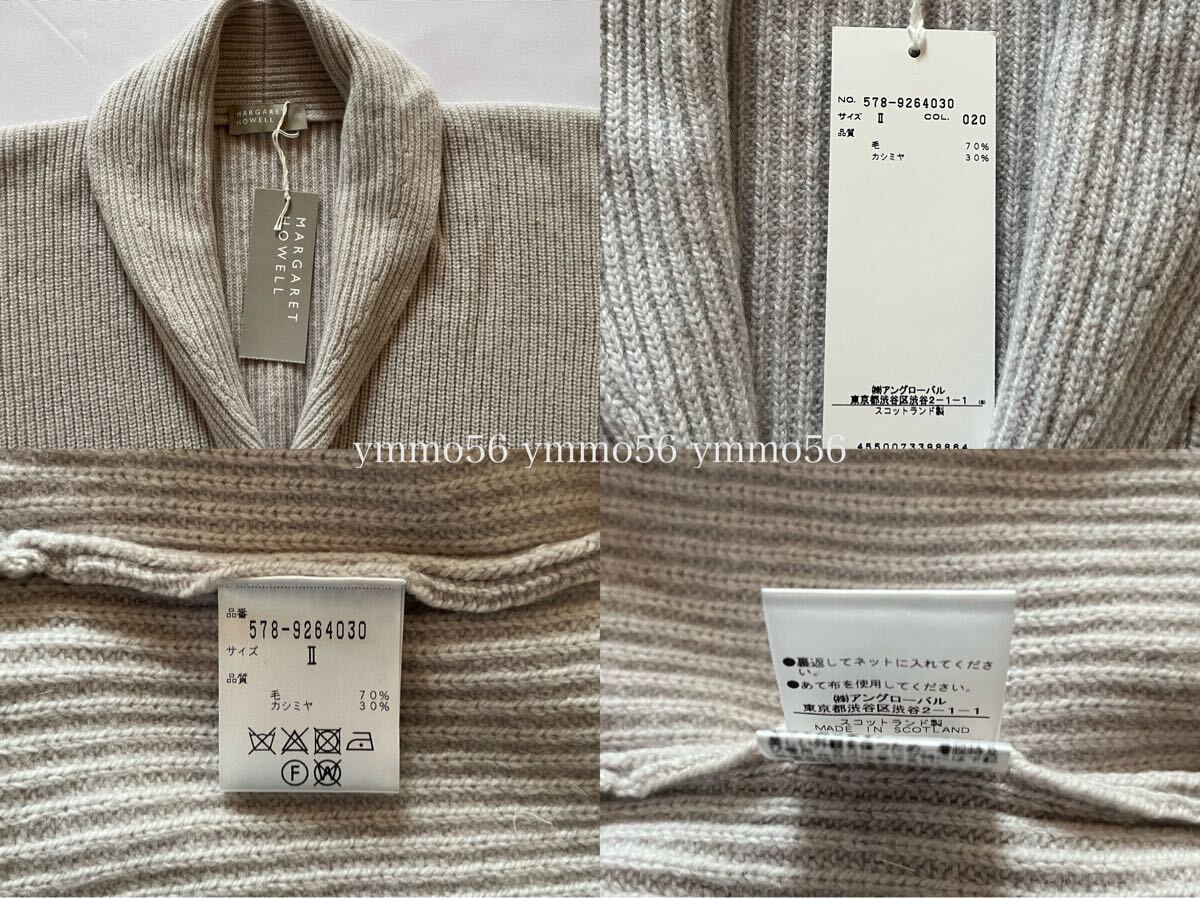 MARGARET
HOWELL
MARGARET
HOWELL
NO. 578-9264030
サイズ Ⅱ COL. 020
品質
毛 70%
カシミヤ 30%
㈱アングローバル
東京都渋谷区渋谷2-1-1
スコットランド製
4550073398864
ymmo56 ymmo56 ymmo56
品番
578-9264030
サイズ
Ⅱ
品質
毛 70%
カシミヤ 30%
F
W
●裏返してネットに入れてくださ
い。
●あて布を使用してください。
㈱アングローバル
東京都渋谷区渋谷2-1-1
スコットランド製
MADE IN SCOTLAND